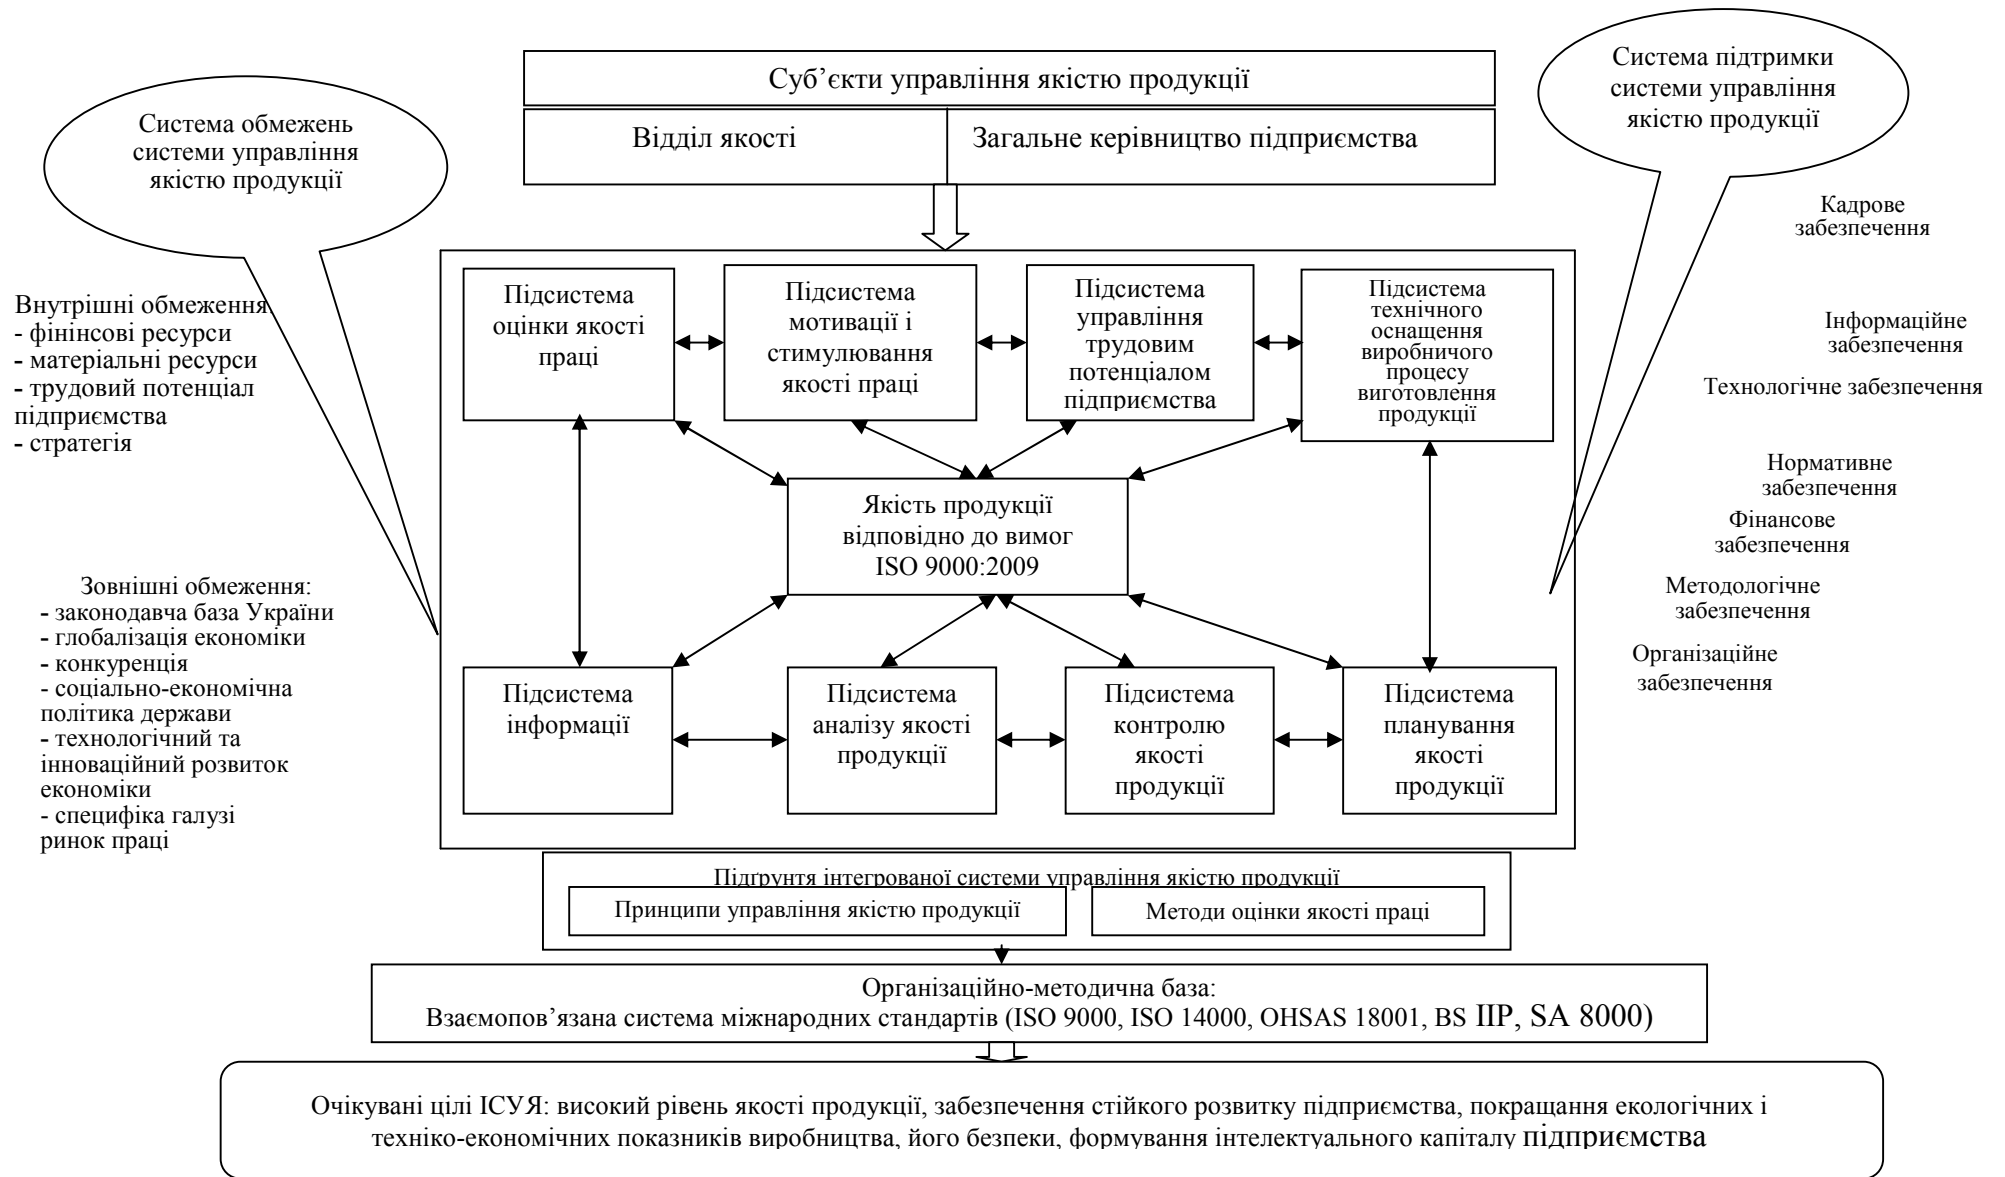 Суб’єкти управління якістю продукції
Відділ якості
Загальне керівництво підприємства
Система обмежень
системи управління
якістю продукції
Система підтримки
системи управління
якістю продукції
Внутрішні обмеження:
- фінінсові ресурси
- матеріальні ресурси
- трудовий потенціал
підприємства
- стратегія
Зовнішні обмеження:
- законодавча база України
- глобалізація економіки
- конкуренція
- соціально-економічна
політика держави
- технологічний та
інноваційний розвиток
економіки
- специфіка галузі
ринок праці
Підсистема
оцінки якості
праці
Підсистема
мотивації і
стимулювання
якості праці
Підсистема
управління
трудовим
потенціалом
підприємства
Підсистема
технічного
оснащення
виробничого
процесу
виготовлення
продукції
Якість продукції
відповідно до вимог
ISO 9000:2009
Підсистема
інформації
Підсистема
аналізу якості
продукції
Підсистема
контролю
якості
продукції
Підсистема
планування
якості
продукції
Кадрове
забезпечення
Інформаційне
забезпечення
Технологічне забезпечення
Нормативне
забезпечення
Фінансове
забезпечення
Методологічне
забезпечення
Організаційне
забезпечення
Підґрунтя інтегрованої системи управління якістю продукції
Принципи управління якістю продукції
Методи оцінки якості праці
Організаційно-методична база:
Взаємопов’язана система міжнародних стандартів (ISO 9000, ISO 14000, OHSAS 18001, BS IIP, SA 8000)
Очікувані цілі ІСУЯ: високий рівень якості продукції, забезпечення стійкого розвитку підприємства, покращання екологічних і
техніко-економічних показників виробництва, його безпеки, формування інтелектуального капіталу підприємства